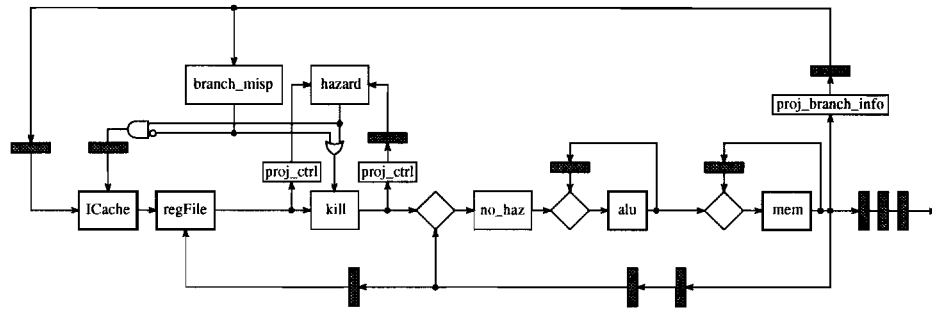 branch_misp
hazard
proj_branch_info
proj_ctrl
proj_ctrl
ICache
regFile
kill
no_haz
alu
mem